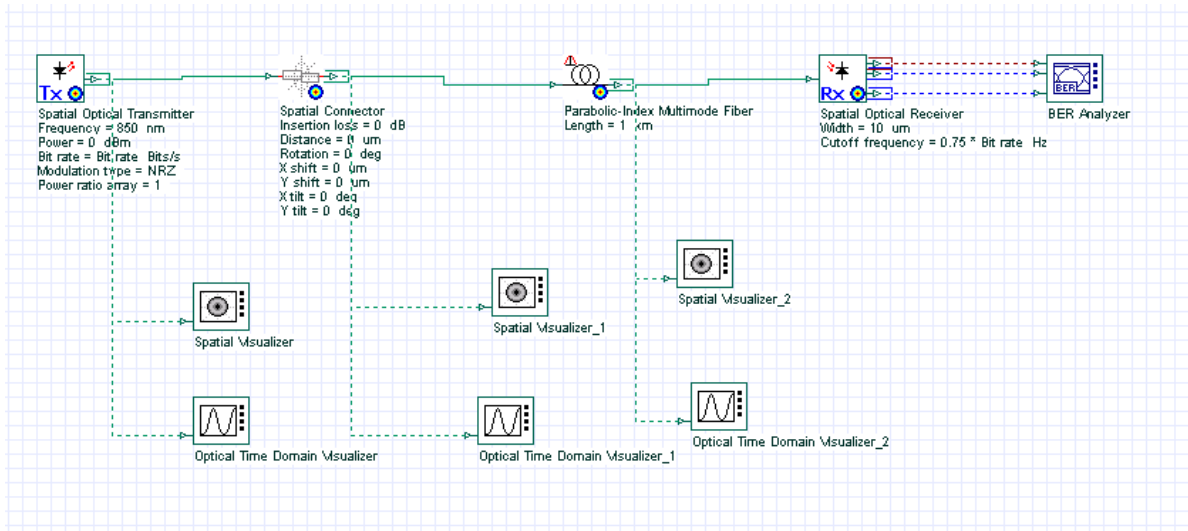 Tx
Spatial Optical Transmitter
Frequency = 850 nm
Power = 0 dBm
Bit rate = Bit rate Bits/s
Modulation type = NRZ
Power ratio array = 1
Spatial Connector
Insertion loss = 0 dB
Distance = 0 um
Rotation = 0 deg
X shift = 0 um
Y shift = 0 um
X tilt = 0 deg
Y tilt = 0 deg
Parabolic-Index Multimode Fiber
Length = 1 km
Rx
Spatial Optical Receiver
Width = 10 um
Cutoff frequency = 0.75 * Bit rate Hz
BER
BER Analyzer
Spatial Visualizer
Spatial Visualizer_1
Spatial Visualizer_2
Optical Time Domain Visualizer
Optical Time Domain Visualizer_1
Optical Time Domain Visualizer_2